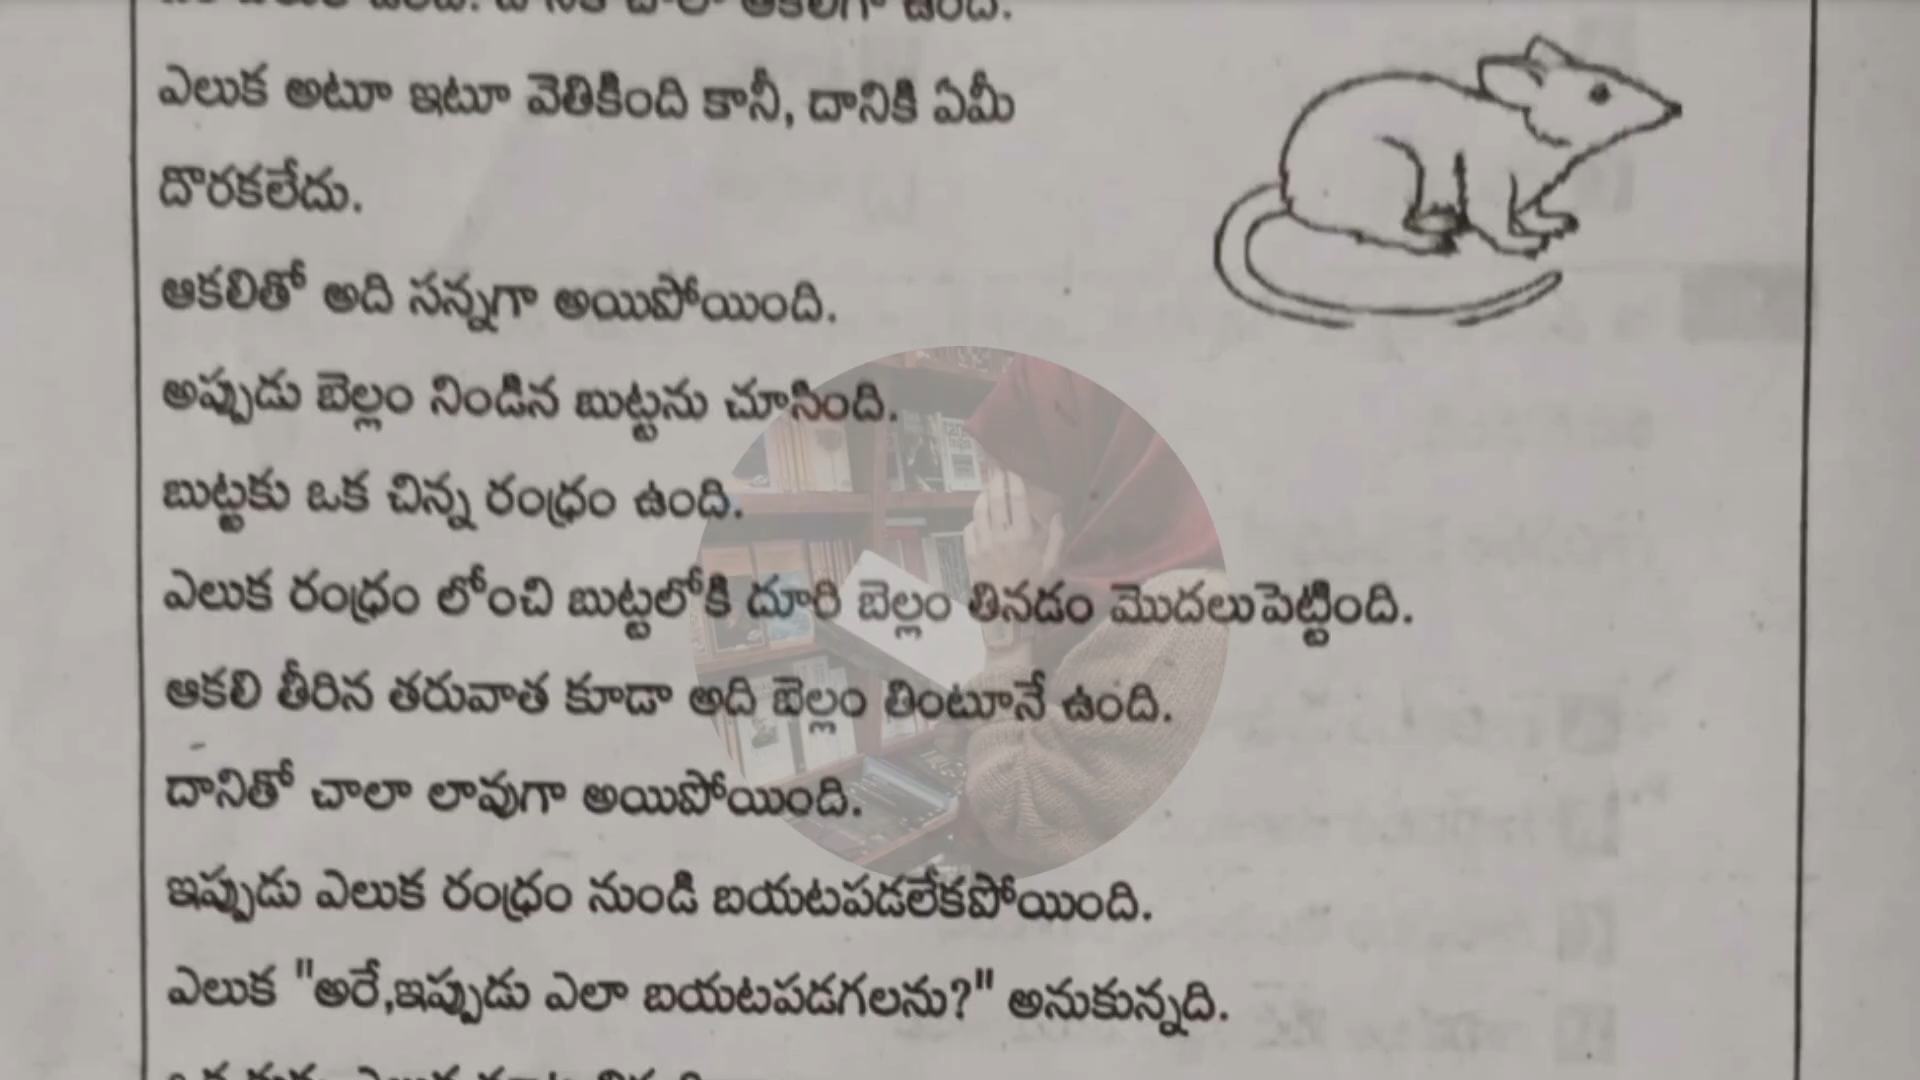 చాలా ఆకలిగా ఉంది.
ఎలుక అటూ ఇటూ వెతికింది కానీ, దానికి ఏమీ
దొరకలేదు.
ఆకలితో అది సన్నగా అయిపోయింది.
అప్పుడు బెల్లం నిండిన బుట్టను చూసింది.
బుట్టకు ఒక చిన్న రంధ్రం ఉంది.
ఎలుక రంధ్రం లోంచి బుట్టలోకి దూరి బెల్లం తినడం మొదలుపెట్టింది.
ఆకలి తీరిన తరువాత కూడా అది బెల్లం తింటూనే ఉంది.
దానితో చాలా లావుగా అయిపోయింది.
ఇప్పుడు ఎలుక రంధ్రం నుండి బయటపడలేకపోయింది.
ఎలుక "అరే,ఇప్పుడు ఎలా బయటపడగలను?" అనుకున్నది.